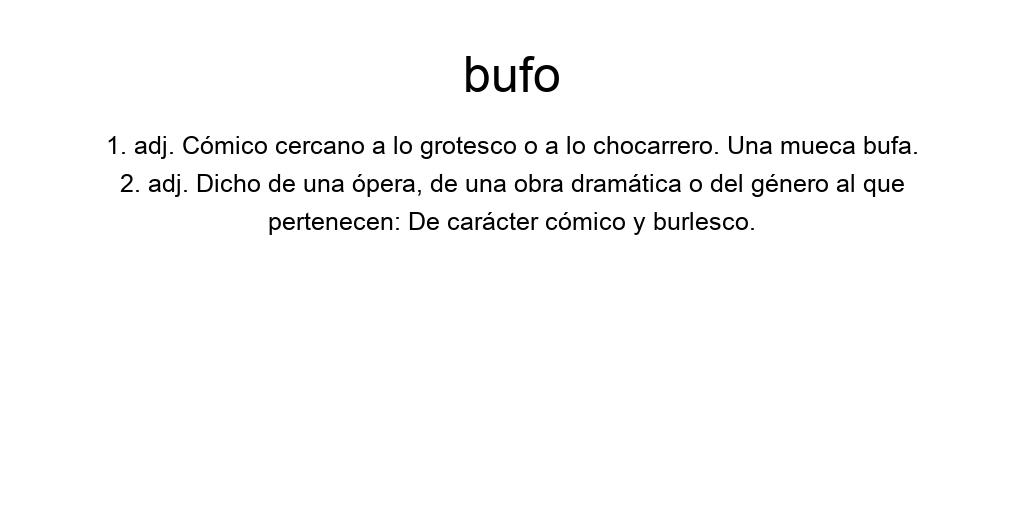 bufo
1. adj. Cómico cercano a lo grotesco o a lo chocarrero. Una mueca bufa.
2. adj. Dicho de una ópera, de una obra dramática o del género al que
pertenecen: De carácter cómico y burlesco.